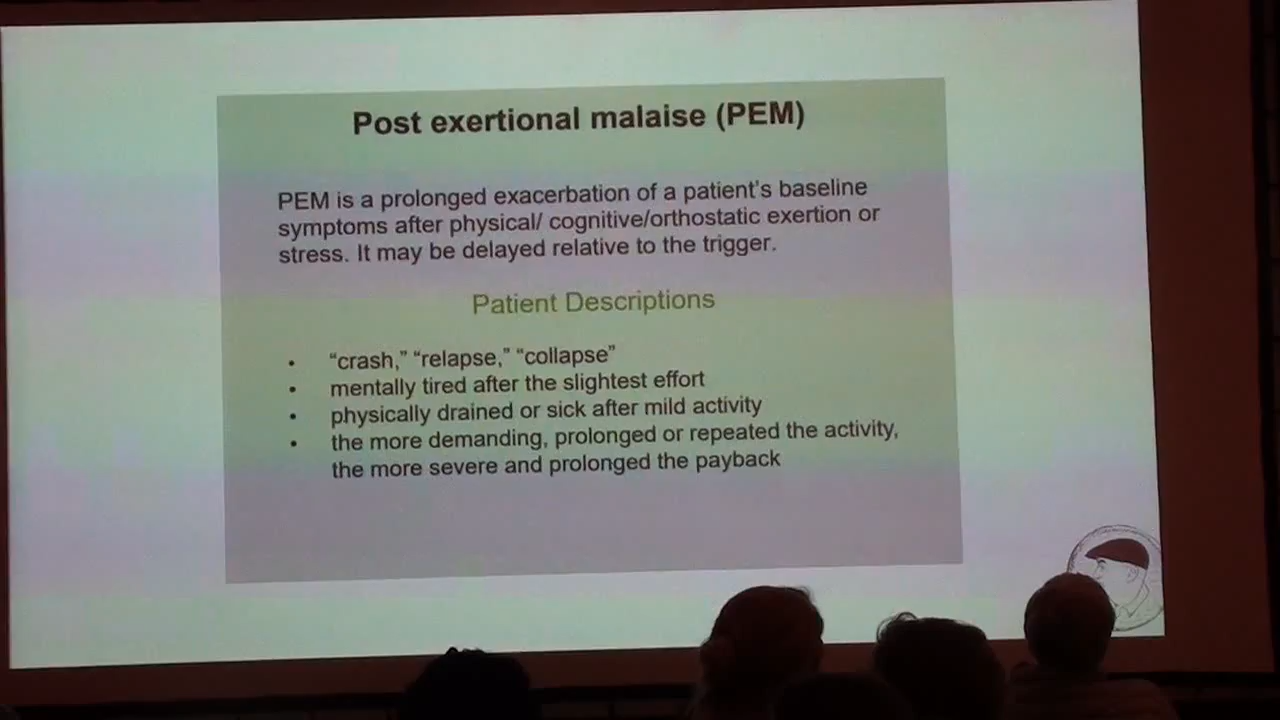 Post exertional malaise (PEM)
PEM is a prolonged exacerbation of a patient's baseline
symptoms after physical/ cognitive/orthostatic exertion or
stress. It may be delayed relative to the trigger.
Patient Descriptions
• “crash,” “relapse,” “collapse”
• mentally tired after the slightest effort
• physically drained or sick after mild activity
• the more demanding, prolonged or repeated the activity,
the more severe and prolonged the payback